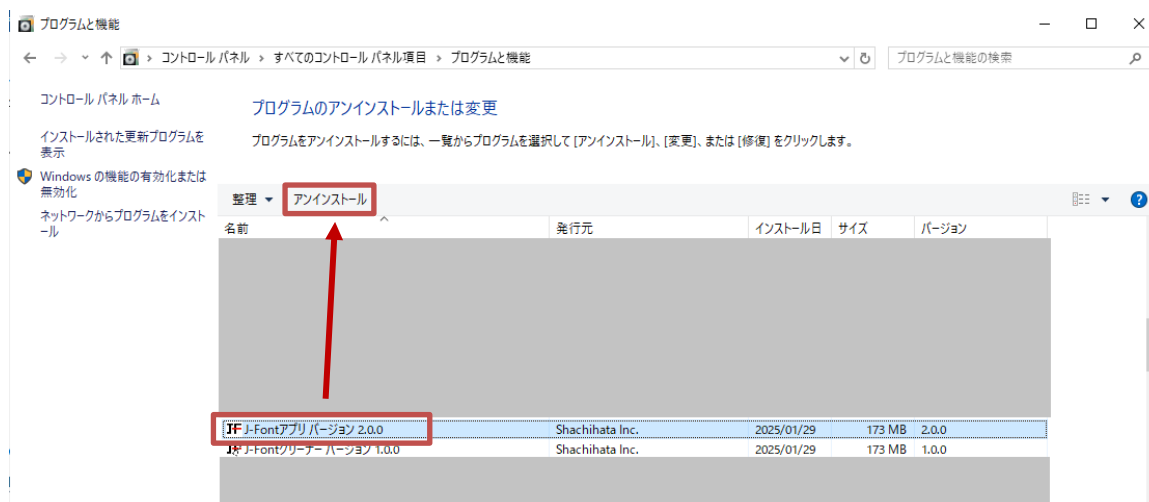 プログラムと機能
コントロール パネル › すべてのコントロール パネル項目 › プログラムと機能
プログラムと機能の検索
コントロール パネル ホーム
インストールされた更新プログラムを
表示
Windows の機能の有効化または
無効化
ネットワークからプログラムをインスト
ール
プログラムのアンインストールまたは変更
プログラムをアンインストールするには、一覧からプログラムを選択して [アンインストール]、[変更]、または [修復] をクリックします。
整理 アンインストール
名前 発行元 インストール日 サイズ バージョン
J-Fontアプリ バージョン 2.0.0 Shachihata Inc. 2025/01/29 173 MB 2.0.0
J-Fontクリーナー バージョン 1.0.0 Shachihata Inc. 2025/01/29 173 MB 1.0.0